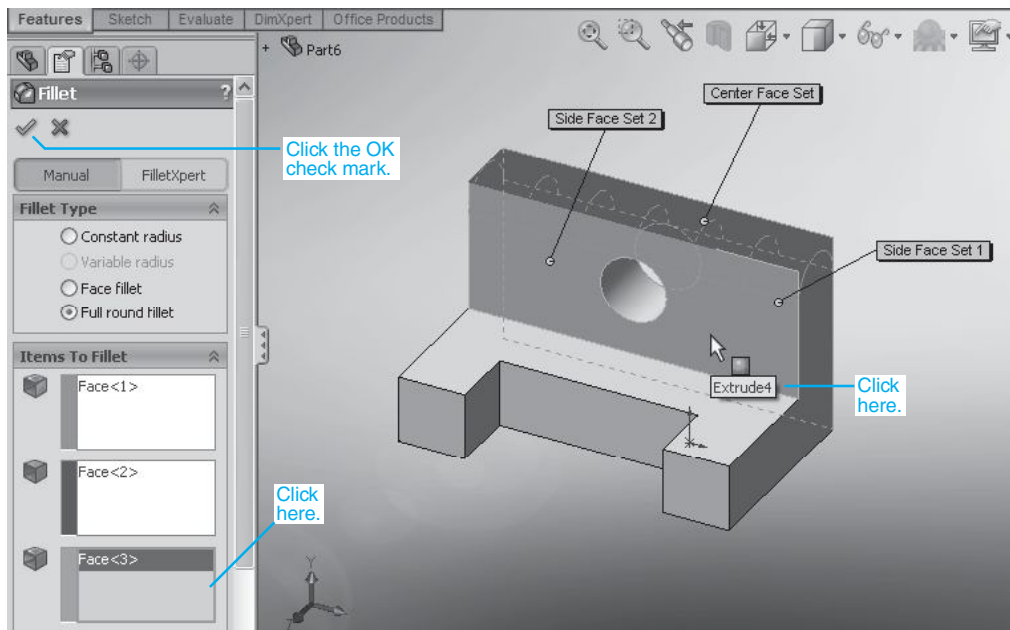 Features Sketch Evaluate DimXpert Office Products
+ Part6
Fillet ?
Click the OK
check mark.
Manual FilletXpert
Fillet Type
Constant radius
Variable radius
Face fillet
Full round fillet
Items To Fillet
Face<1>
Face<2>
Click
here.
Face<3>
Center Face Set
Side Face Set 2
Side Face Set 1
Extrude4
Click
here.
Y